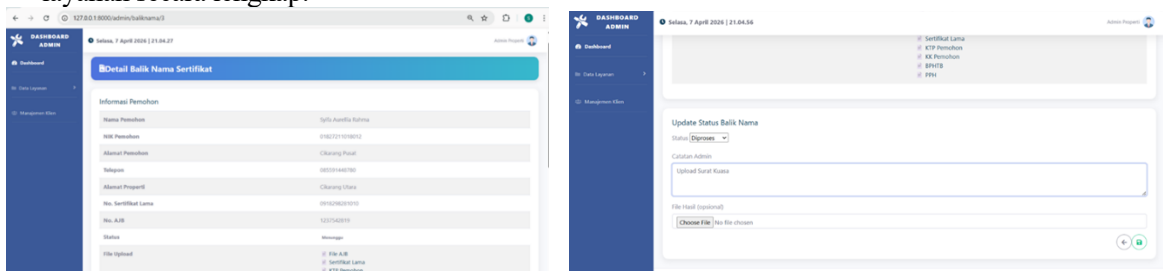 layanan secara lengkap.
127.0.0.1:8000/admin/baliknama/3
DASHBOARD
ADMIN
Selasa, 7 April 2026 | 21.04.27
Admin Properti
Dashboard
Data Layanan
Manajemen Klien
Detail Balik Nama Sertifikat
Informasi Pemohon
Nama Pemohon
NIK Pemohon
Alamat Pemohon Cikarang Pusat
Telepon
Alamat Properti Cikarang Utara
No. Sertifikat Lama
No. AJB
Status Menunggu
File Upload File AJB
Sertifikat Lama
KTP Pemohon
DASHBOARD
ADMIN
Selasa, 7 April 2026 | 21.04.56
Admin Properti
Dashboard
Data Layanan
Manajemen Klien
Sertifikat Lama
KTP Pemohon
KK Pemohon
BPHTB
PPH
Update Status Balik Nama
Status Diproses
Catatan Admin
Upload Surat Kuasa
File Hasil (opsional)
Choose File No file chosen